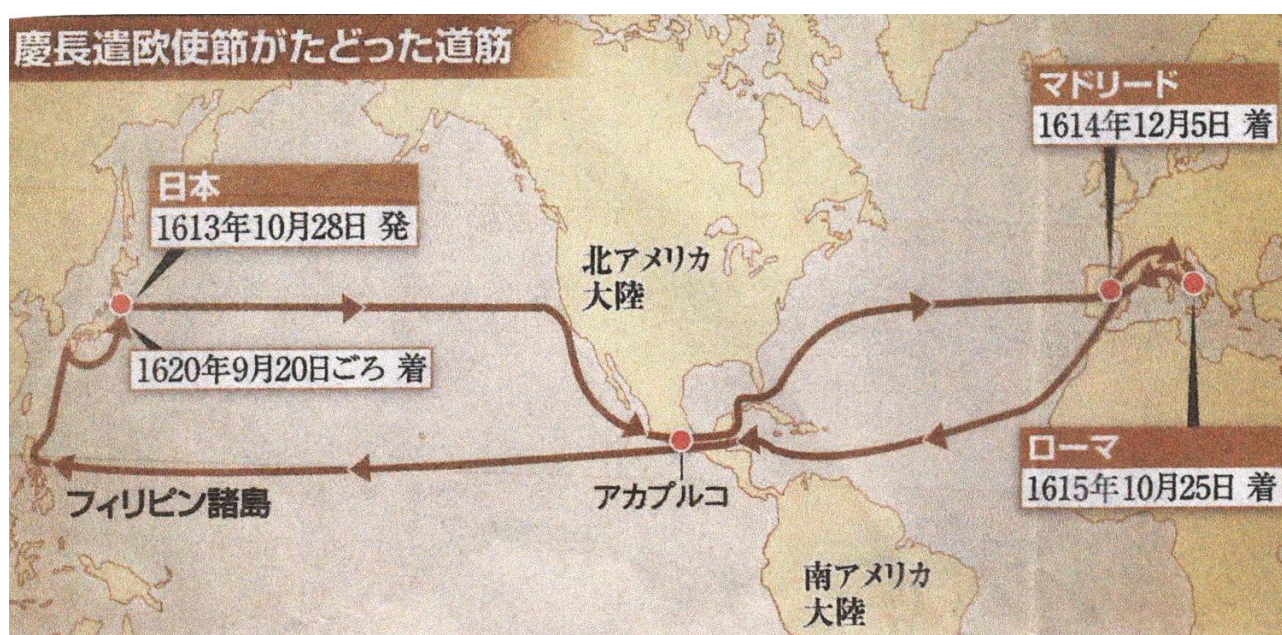 慶長遣欧使節がたどった道筋
マドリード
1614年12月5日 着
日本
1613年10月28日 発
北アメリカ
大陸
1620年9月20日ごろ 着
ローマ
1615年10月25日 着
フィリピン諸島
アカプルコ
南アメリカ
大陸